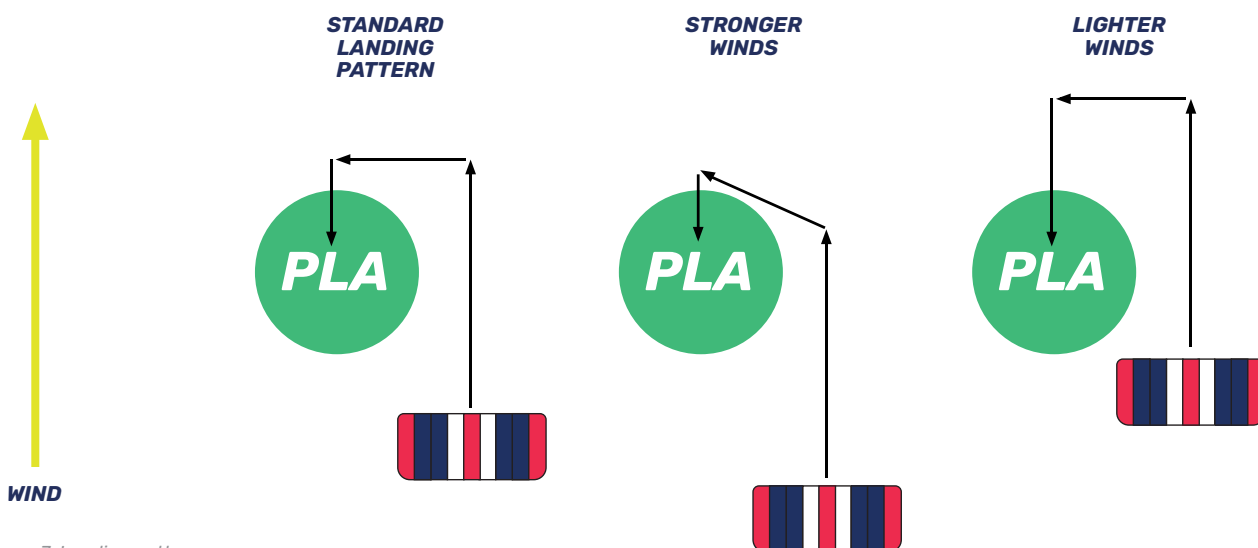 STANDARD
LANDING
PATTERN
STRONGER
WINDS
LIGHTER
WINDS
PLA
PLA
PLA
WIND